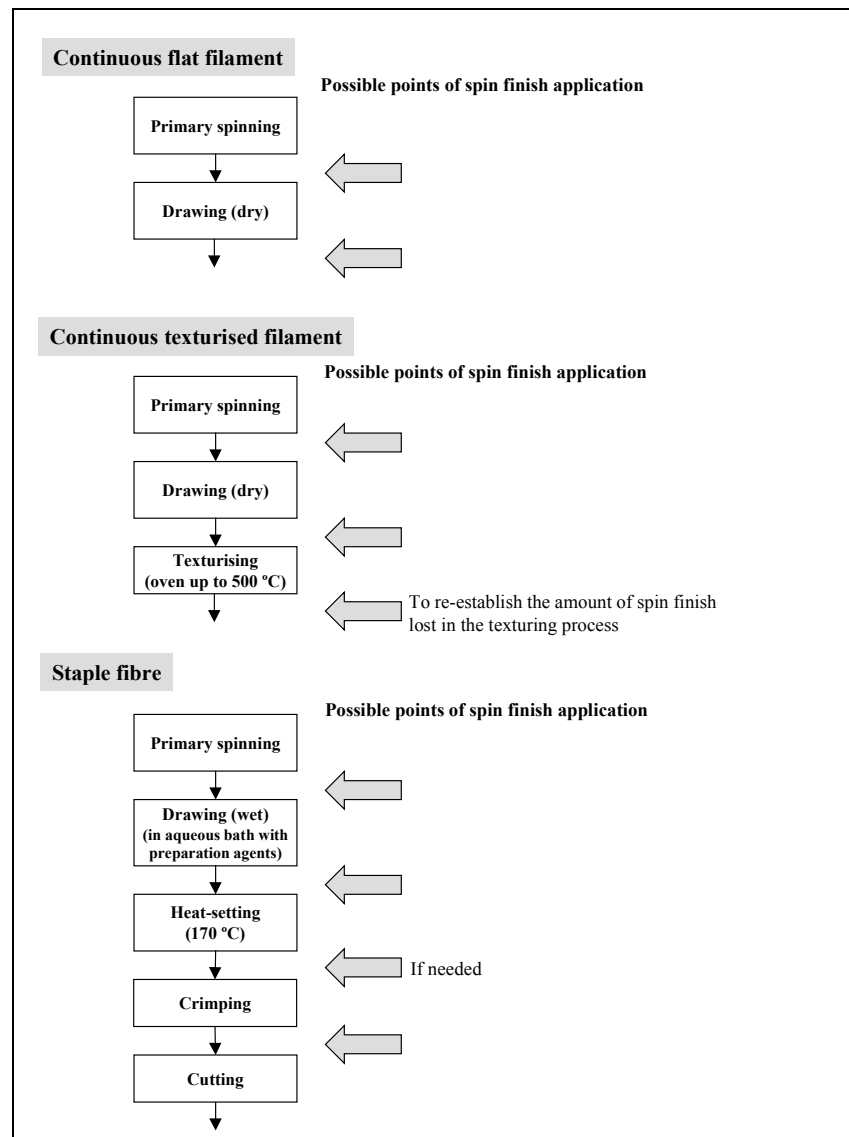 Continuous flat filament
Possible points of spin finish application
Primary spinning
Drawing (dry)
Continuous texturised filament
Possible points of spin finish application
Primary spinning
Drawing (dry)
Texturising
(oven up to 500 ºC)
To re-establish the amount of spin finish
lost in the texturing process
Staple fibre
Possible points of spin finish application
Primary spinning
Drawing (wet)
(in aqueous bath with
preparation agents)
Heat-setting
(170 ºC)
If needed
Crimping
Cutting